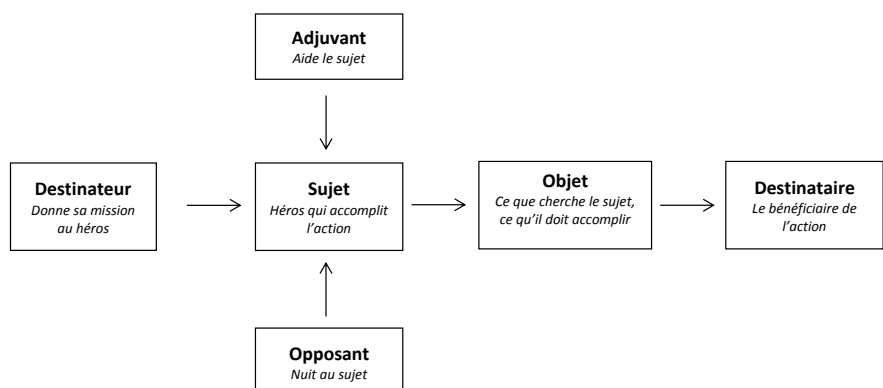 Adjuvant
Aide le sujet
Destinateur
Donne sa mission
au héros
Sujet
Héros qui accomplit
l’action
Objet
Ce que cherche le sujet,
ce qu’il doit accomplir
Destinataire
Le bénéficiaire de
l’action
Opposant
Nuit au sujet